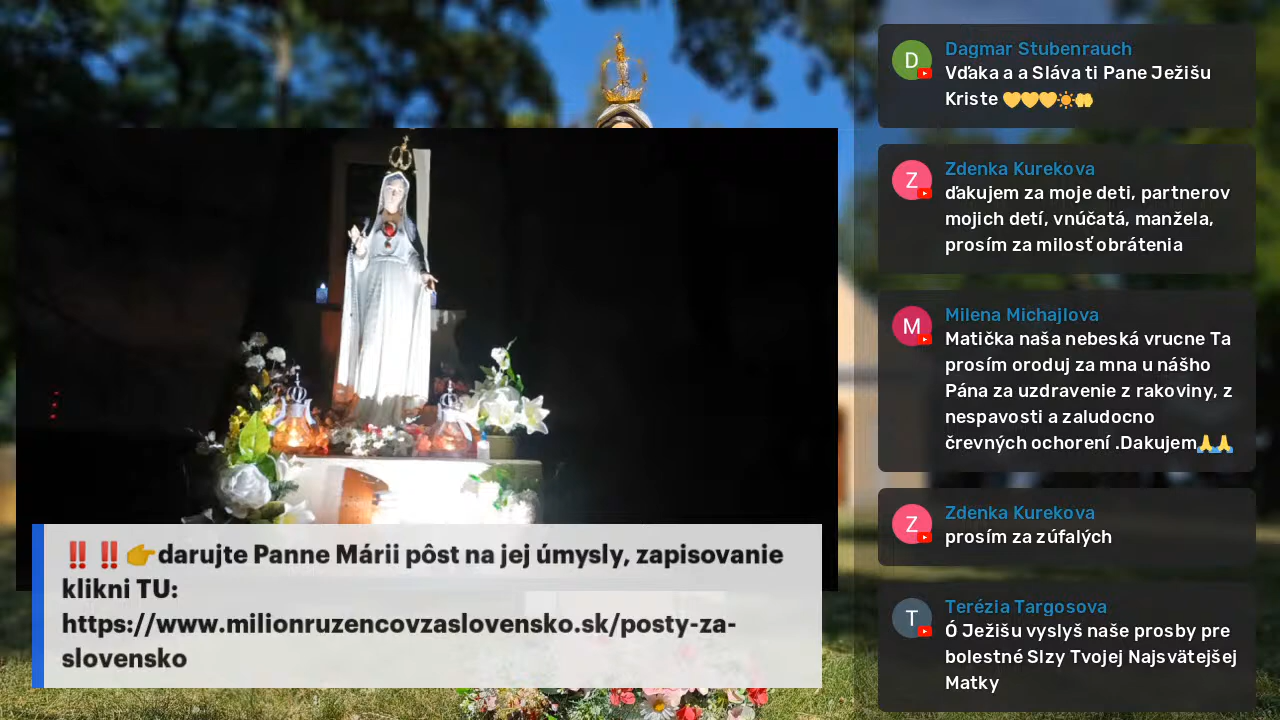 ‼️ ‼️ 👉darujte Panne Márii pôst na jej úmysly, zapisovanie
klikni TU:
https://www.milionruzencovzaslovensko.sk/posty-za-
slovensko
D
Dagmar Stubenrauch
Vďaka a a Sláva ti Pane Ježišu
Kriste 💛💛💛☀️🤲
Z
Zdenka Kurekova
ďakujem za moje deti, partnerov
mojich detí, vnúčatá, manžela,
prosím za milosť obrátenia
M
Milena Michajlova
Matička naša nebeská vrucne Ta
prosím oroduj za mna u nášho
Pána za uzdravenie z rakoviny, z
nespavosti a zaludocno
črevných ochorení .Dakujem🙏🙏
Z
Zdenka Kurekova
prosím za zúfalých
T
Terézia Targosova
Ó Ježišu vyslyš naše prosby pre
bolestné Slzy Tvojej Najsvätejšej
Matky